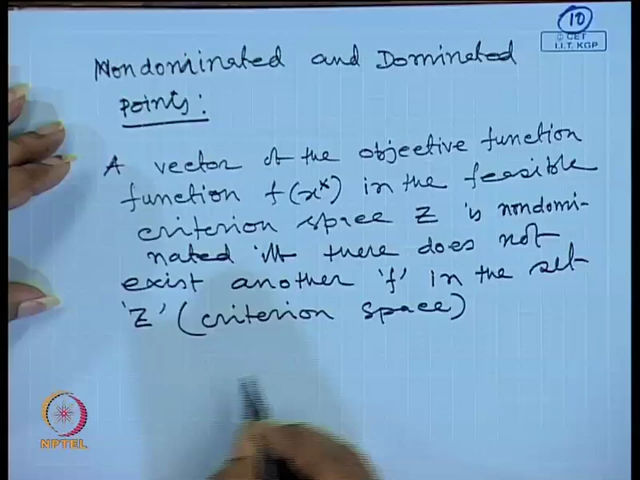 10
© CET
I.I.T. KGP
Nondominated and Dominated
Points:
A vector of the objective function
function f(x*) in the feasible
criterion space Z is nondomi-
nated iff there does not
exist another 'f' in the set
'Z' (criterion space)
NPTEL